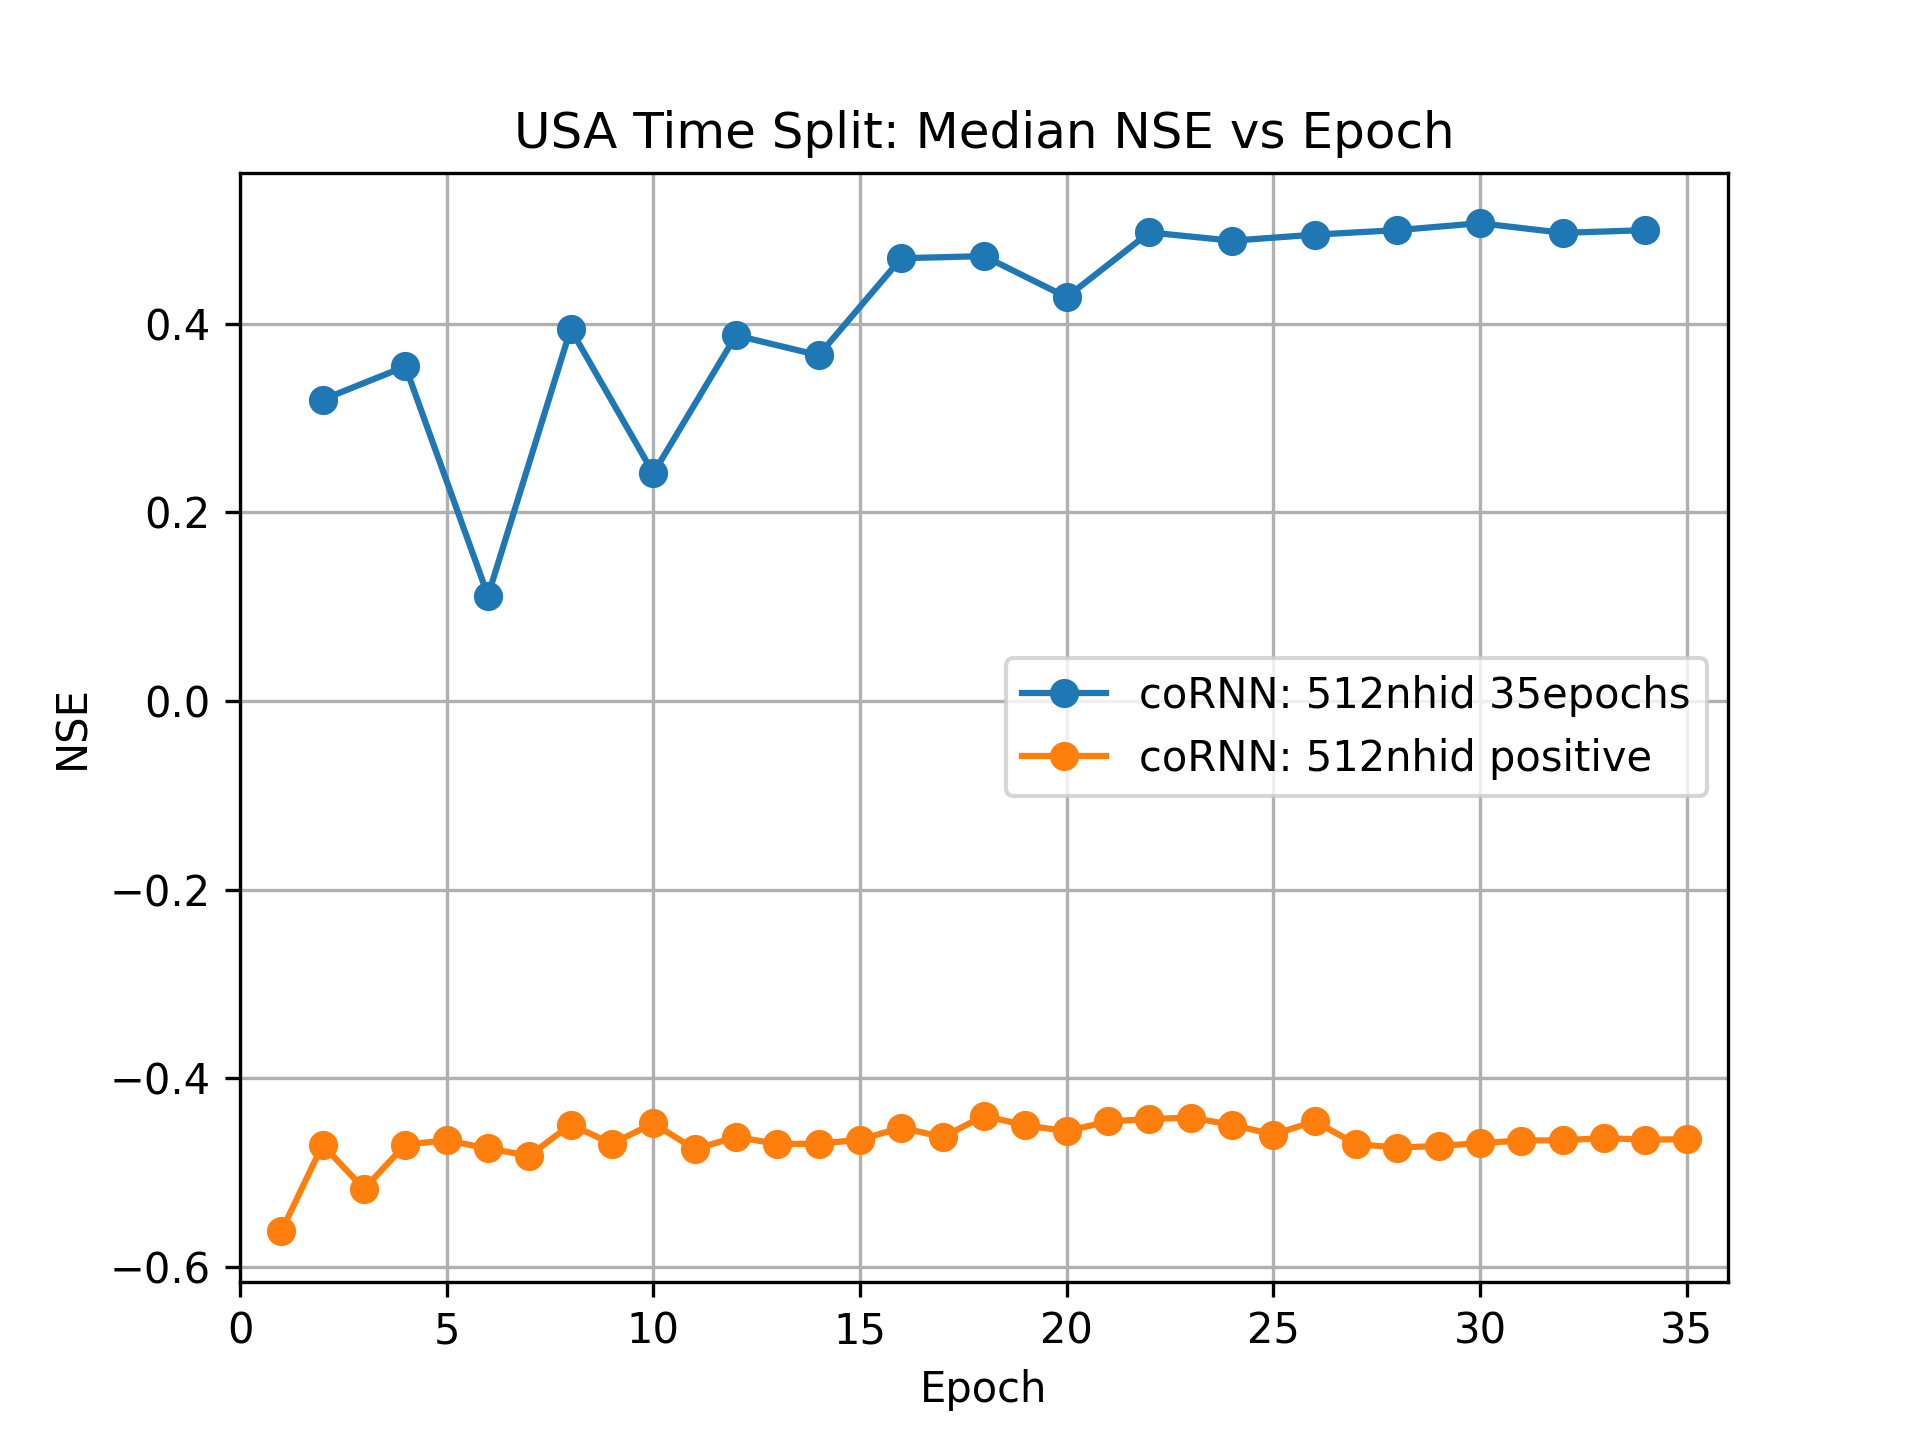 USA Time Split: Median NSE vs Epoch
0.4
0.2
0.0
−0.2
−0.4
−0.6
NSE
coRNN: 512nhid 35epochs
coRNN: 512nhid positive
0 5 10 15 20 25 30 35
Epoch